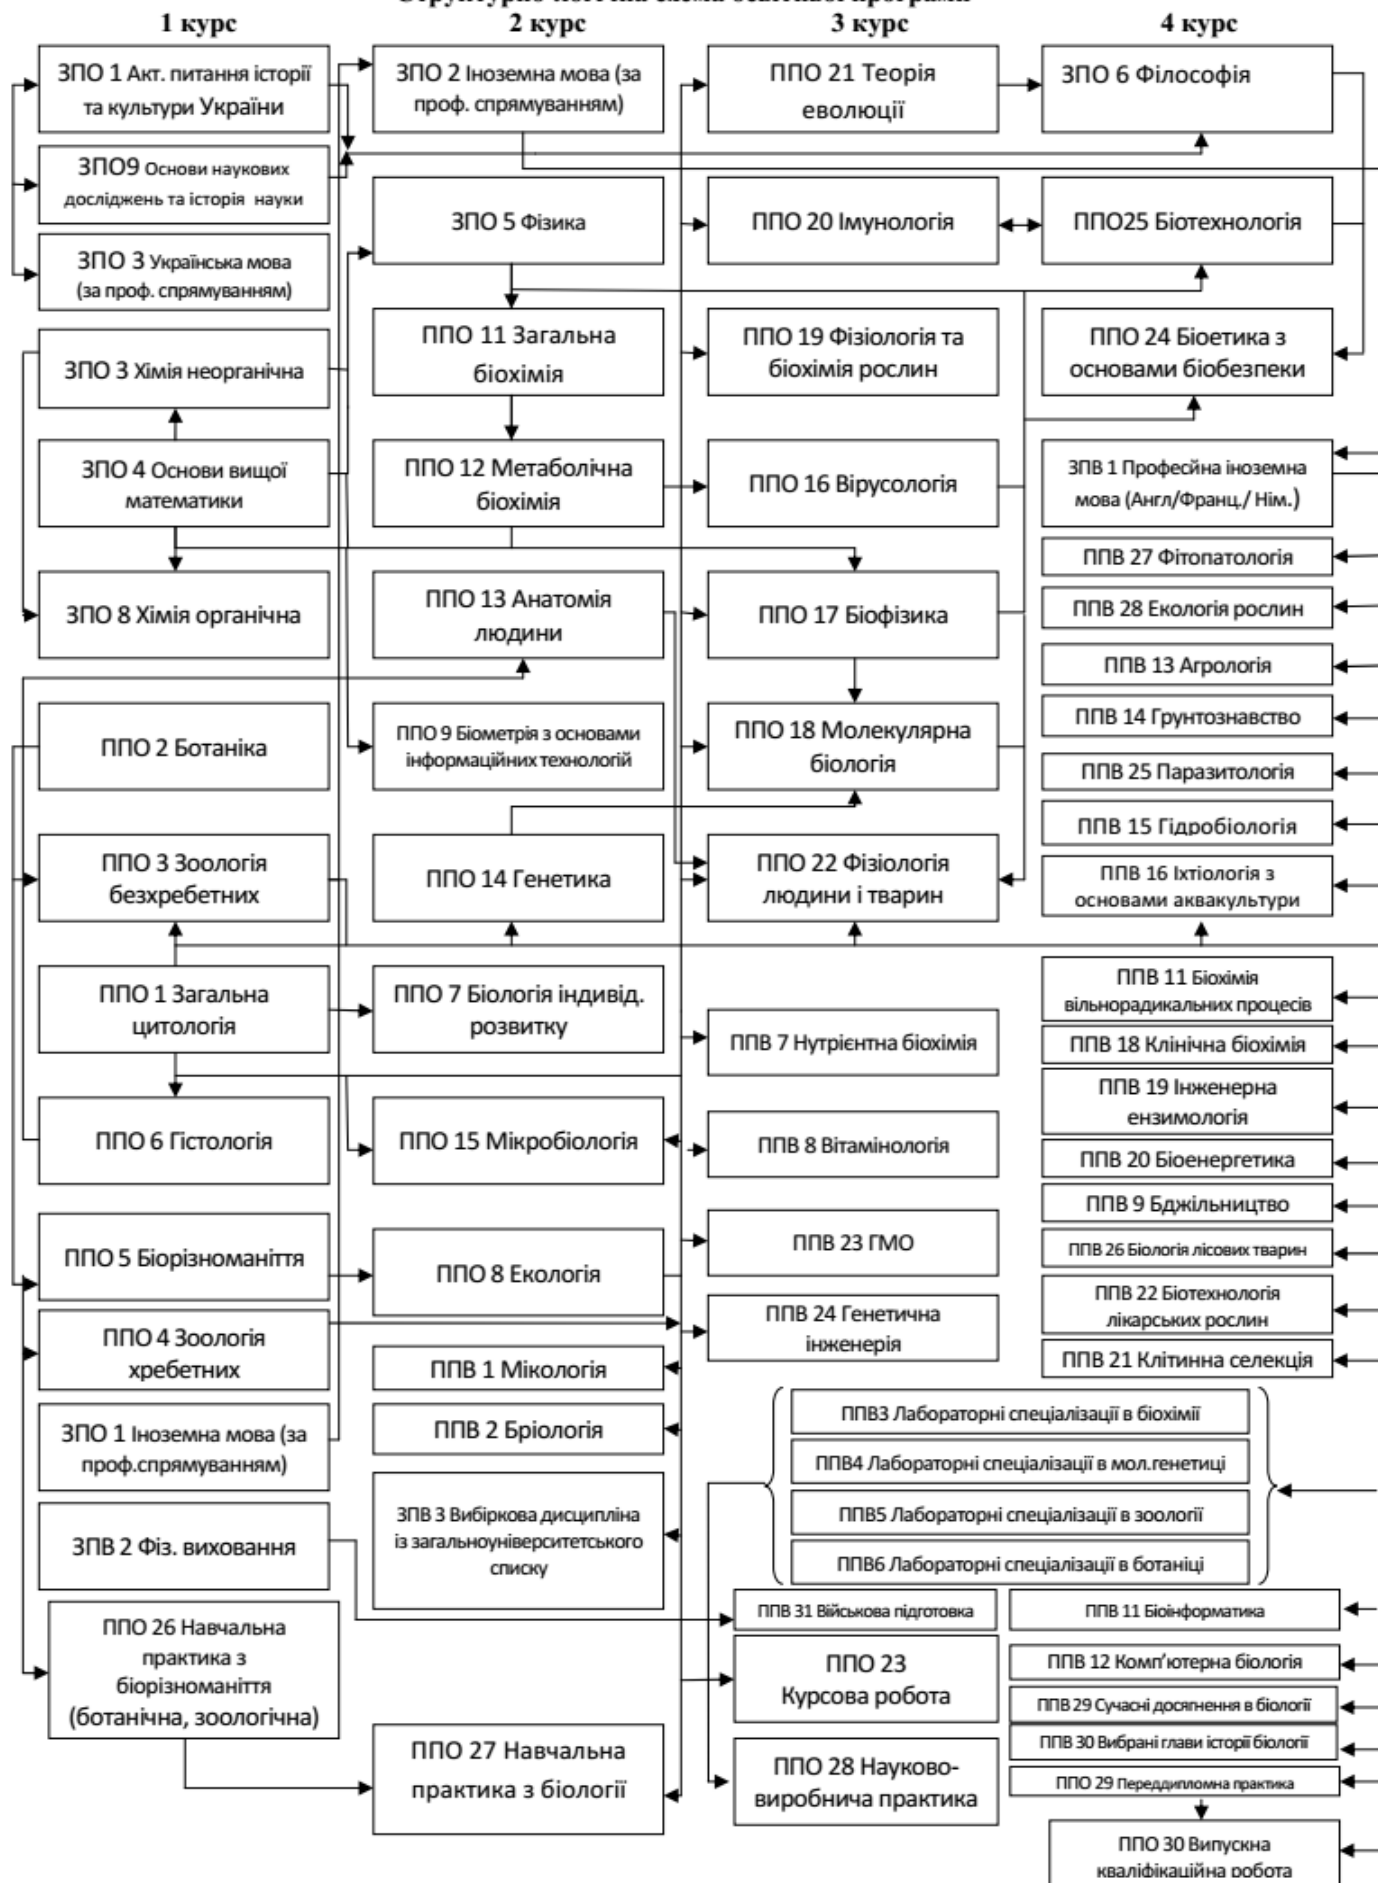 Структурно-логічна схема освітньої програми
1 курс
2 курс
3 курс
4 курс
ЗПО 1 Акт. питання історії
та культури України
ЗПО9 Основи наукових
досліджень та історія науки
ЗПО 3 Українська мова
(за проф. спрямуванням)
ЗПО 3 Хімія неорганічна
ЗПО 4 Основи вищої
математики
ЗПО 8 Хімія органічна
ППО 2 Ботаніка
ППО 3 Зоологія
безхребетних
ППО 1 Загальна
цитологія
ППО 6 Гістологія
ППО 5 Біорізноманіття
ППО 4 Зоологія
хребетних
ЗПО 1 Іноземна мова (за
проф.спрямуванням)
ЗПВ 2 Фіз. виховання
ППО 26 Навчальна
практика з
біорізноманіття
(ботанічна, зоологічна)
ЗПО 2 Іноземна мова (за
проф. спрямуванням)
ЗПО 5 Фізика
ППО 11 Загальна
біохімія
ППО 12 Метаболічна
біохімія
ППО 13 Анатомія
людини
ППО 9 Біометрія з основами
інформаційних технологій
ППО 14 Генетика
ППО 7 Біологія індивід.
розвитку
ППО 15 Мікробіологія
ППО 8 Екологія
ППВ 1 Мікологія
ППВ 2 Бріологія
ЗПВ 3 Вибіркова дисципліна
із загальноуніверситетського
списку
ППО 27 Навчальна
практика з біології
ППО 21 Теорія
еволюції
ППО 20 Імунологія
ППО 19 Фізіологія та
біохімія рослин
ППО 16 Вірусологія
ППО 17 Біофізика
ППО 18 Молекулярна
біологія
ППО 22 Фізіологія
людини і тварин
ППВ 7 Нутрієнтна біохімія
ППВ 8 Вітамінологія
ППВ 23 ГМО
ППВ 24 Генетична
інженерія
ППВ3 Лабораторні спеціалізації в біохімії
ППВ4 Лабораторні спеціалізації в мол.генетиці
ППВ5 Лабораторні спеціалізації в зоології
ППВ6 Лабораторні спеціалізації в ботаніці
ППВ 31 Військова підготовка
ППО 23
Курсова робота
ППО 28 Науково-
виробнича практика
ЗПО 6 Філософія
ППО25 Біотехнологія
ППО 24 Біоетика з
основами біобезпеки
ЗПВ 1 Професійна іноземна
мова (Англ/Франц./ Нім.)
ППВ 27 Фітопатологія
ППВ 28 Екологія рослин
ППВ 13 Агрологія
ППВ 14 Грунтознавство
ППВ 25 Паразитологія
ППВ 15 Гідробіологія
ППВ 16 Іхтіологія з
основами аквакультури
ППВ 11 Біохімія
вільнорадикальних процесів
ППВ 18 Клінічна біохімія
ППВ 19 Інженерна
ензимологія
ППВ 20 Біоенергетика
ППВ 9 Бджільництво
ППВ 26 Біологія лісових тварин
ППВ 22 Біотехнологія
лікарських рослин
ППВ 21 Клітинна селекція
ППВ 11 Біоінформатика
ППВ 12 Комп’ютерна біологія
ППВ 29 Сучасні досягнення в біології
ППВ 30 Вибрані глави історії біології
ППО 29 Переддипломна практика
ППО 30 Випускна
кваліфікаційна робота